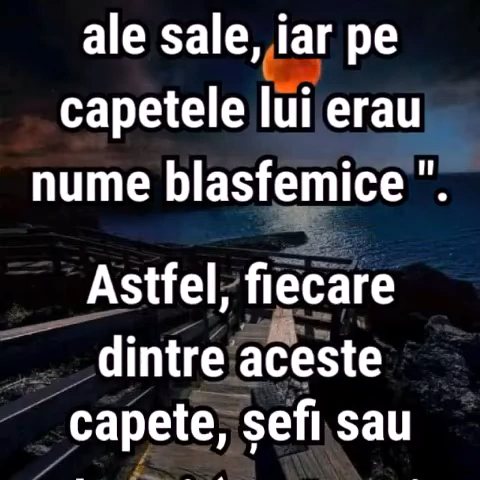 ale sale, iar pe
capetele lui erau
nume blasfemice ".
Astfel, fiecare
dintre aceste
capete, șefi sau